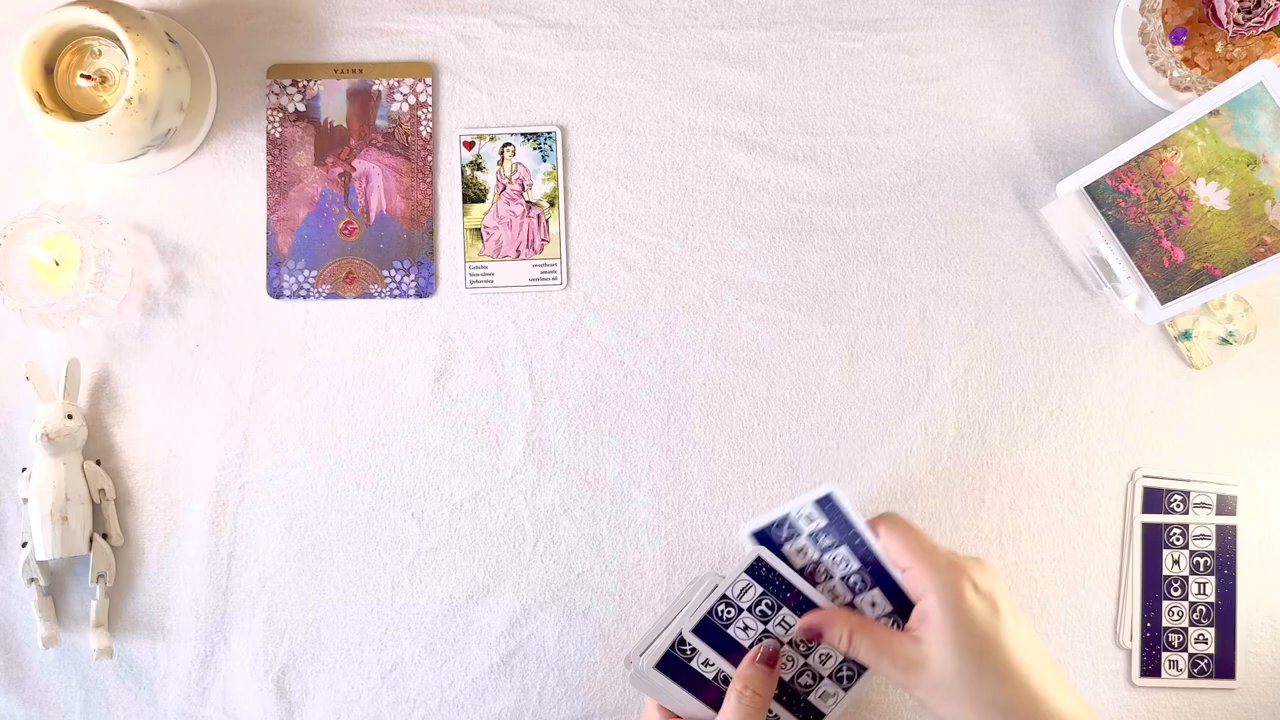 KRIYA
Geliebte
bien-aimée
ljubavnica
sweetheart
amante
szerelmes nő